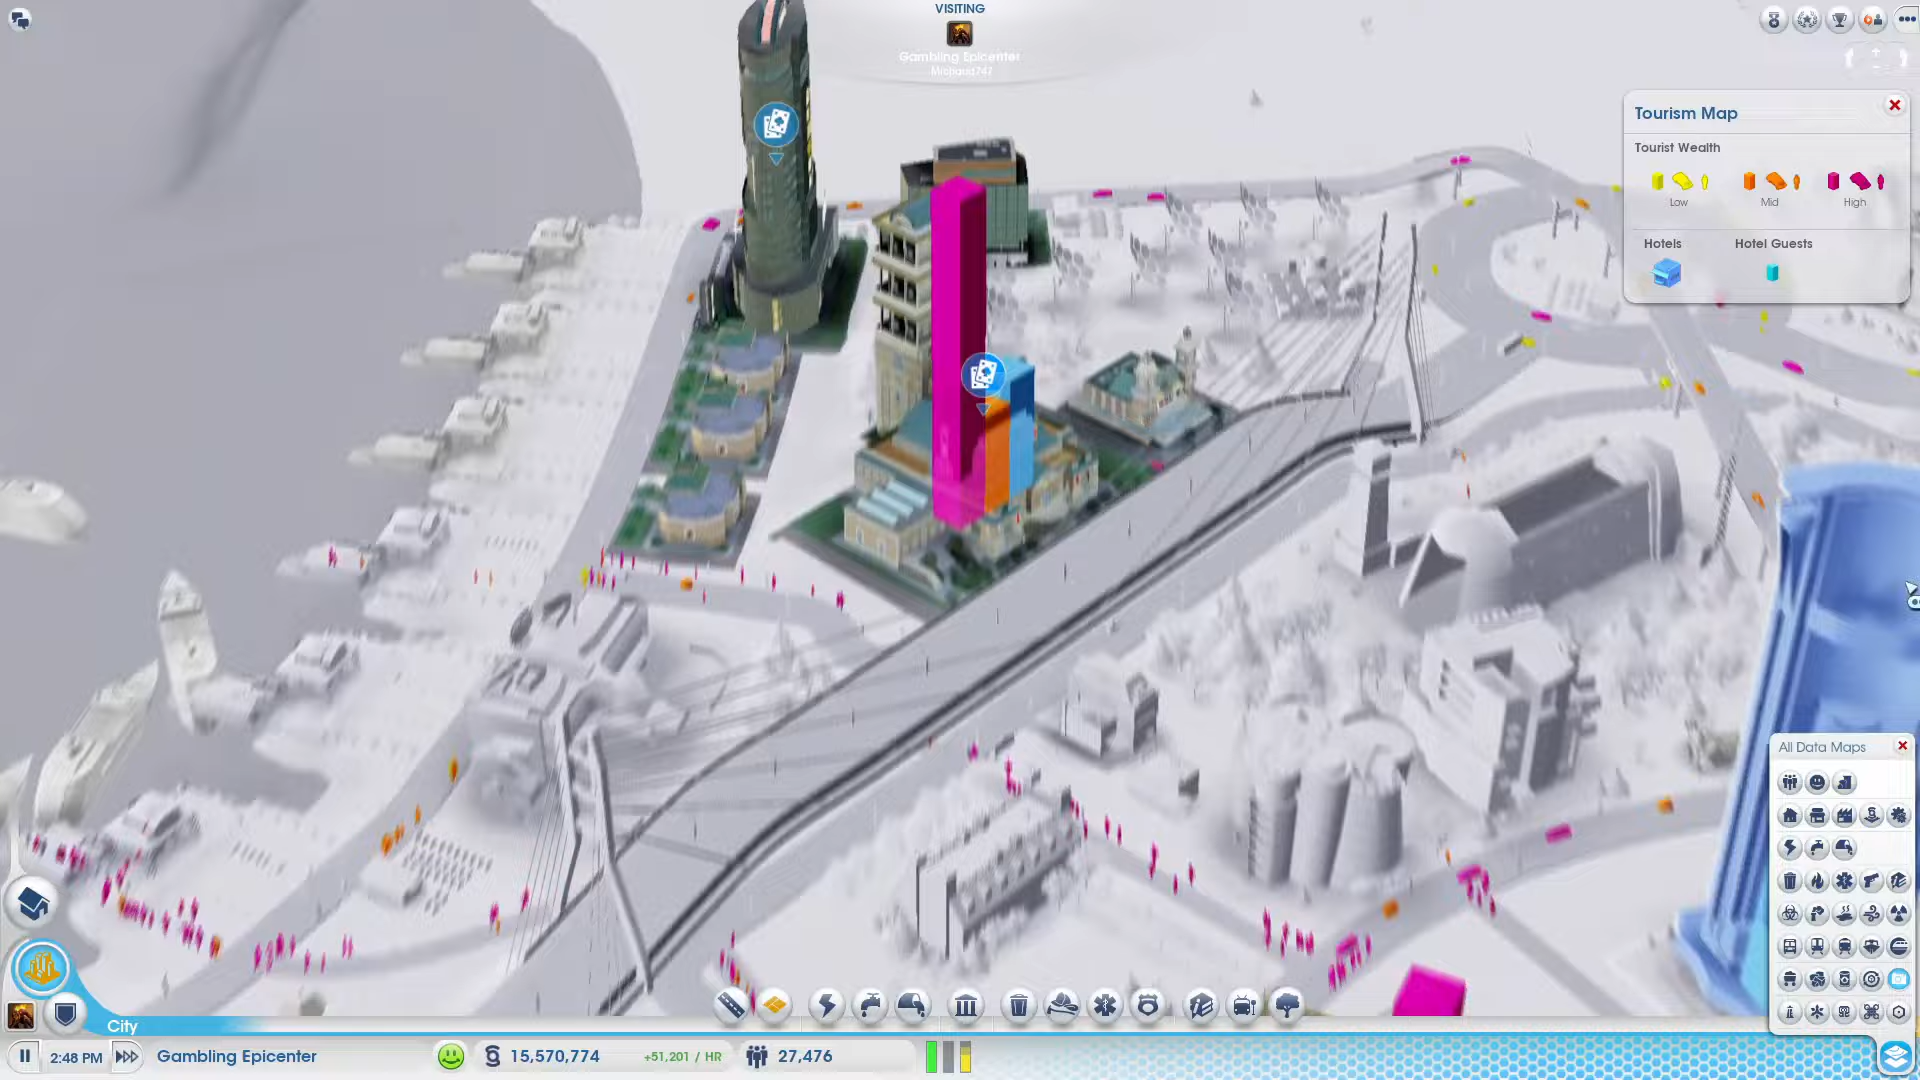 VISITING
Gambling Epicenter
Tourism Map
Tourist Wealth
Low
Mid
High
Hotels
Hotel Guests
All Data Maps
City
2:48 PM
Gambling Epicenter
15,570,774
+51,201 / HR
27,476